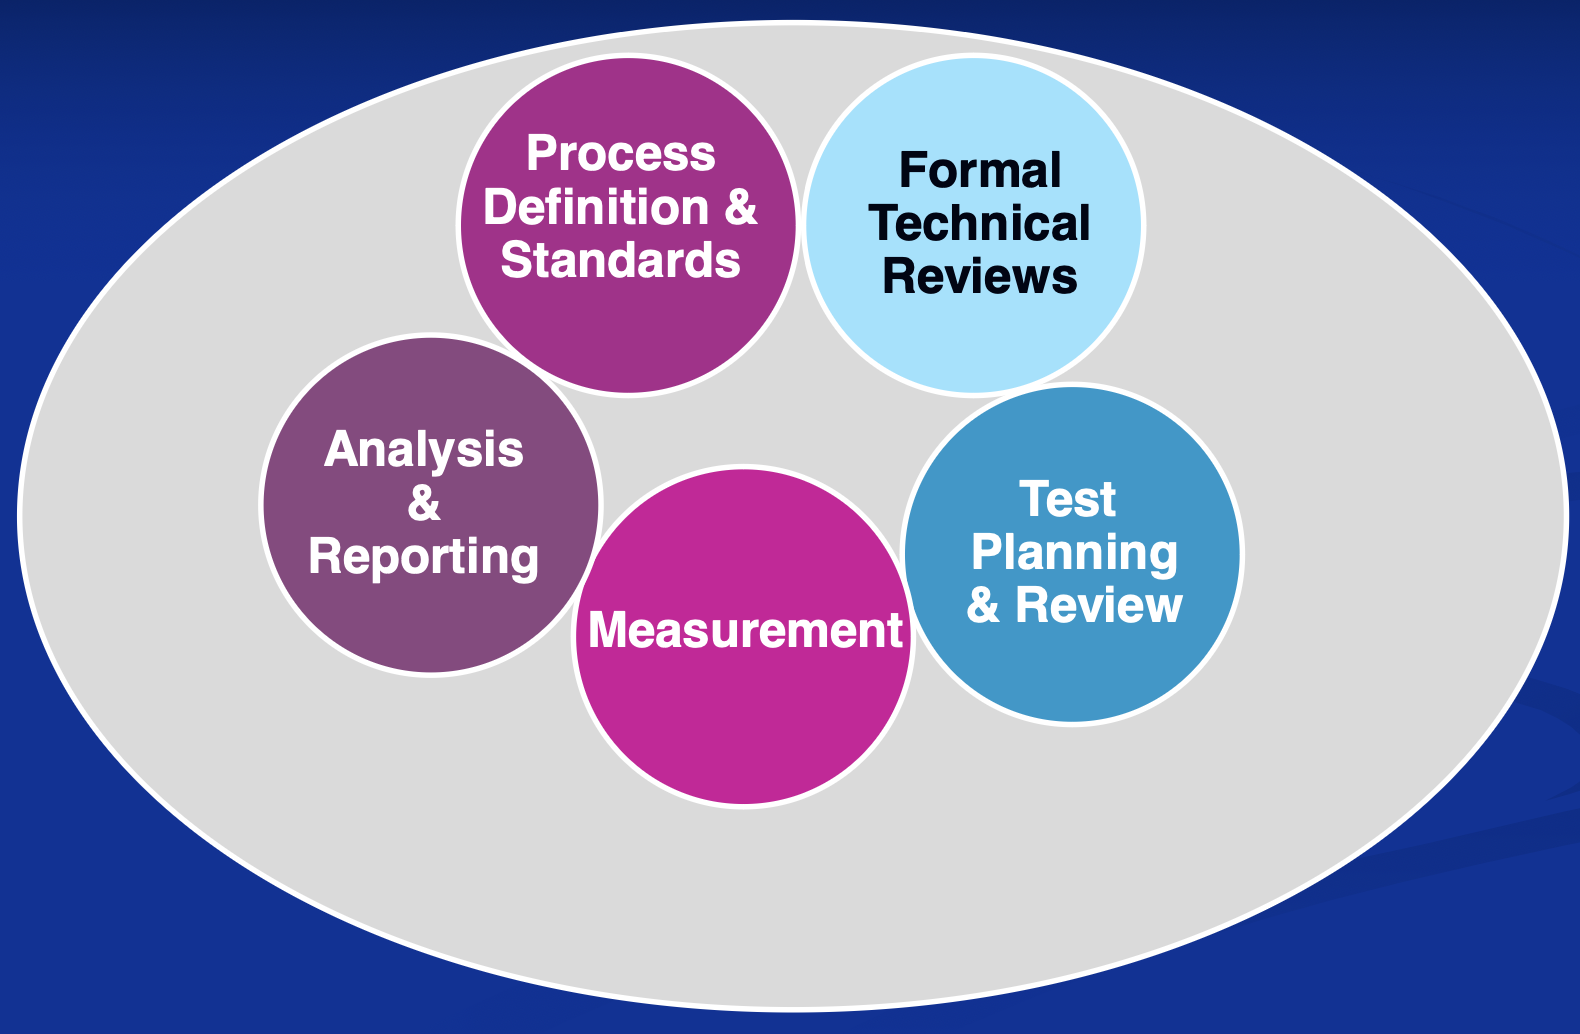 Process
Definition &
Standards
Formal
Technical
Reviews
Analysis
&
Reporting
Test
Planning
& Review
Measurement